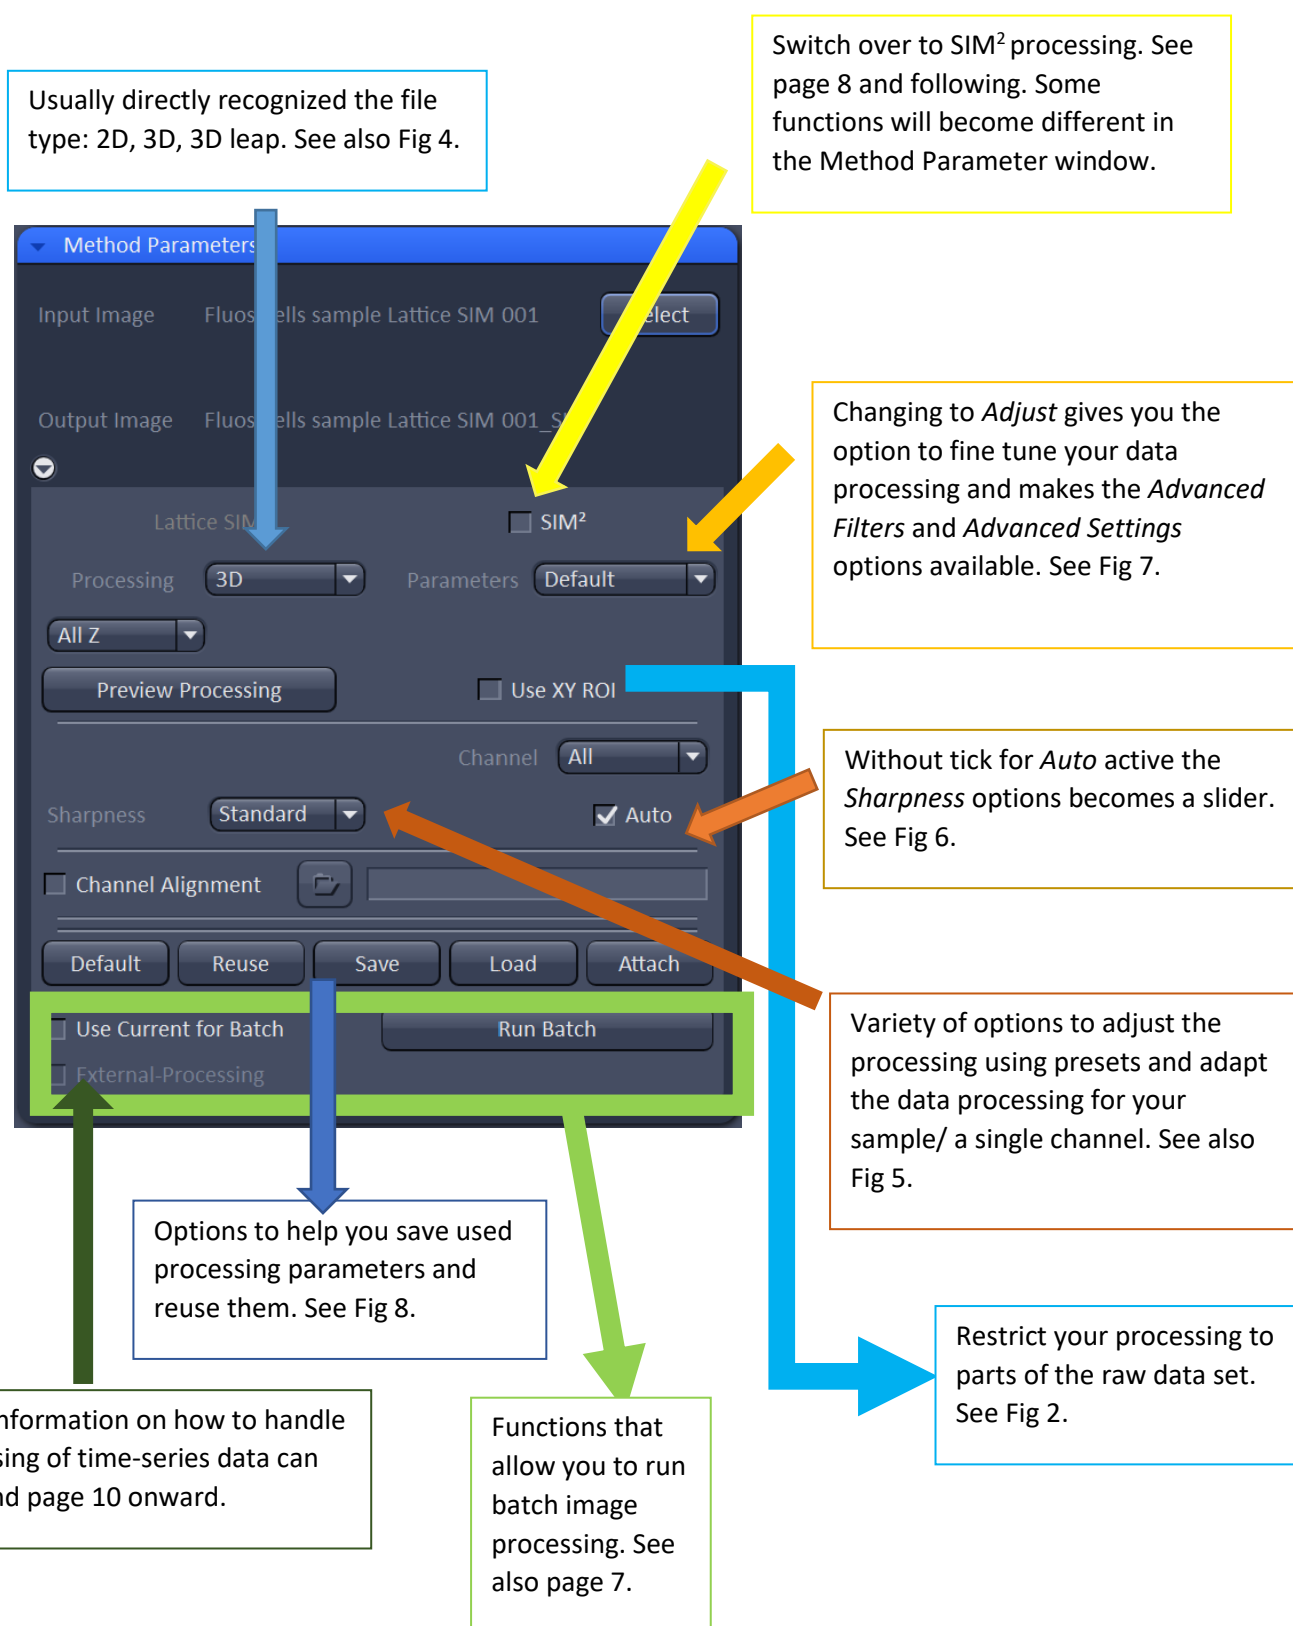 Switch over to SIM² processing. See
page 8 and following. Some
functions will become different in
the Method Parameter window.
Usually directly recognized the file
type: 2D, 3D, 3D leap. See also Fig 4.
Method Parameters
Input Image
sample Lattice SIM 001
Output Image
sample Lattice SIM
Changing to Adjust gives you the
option to fine tune your data
processing and makes the Advanced
Filters and Advanced Settings
options available. See Fig 7.
Lattice SIM
SIM²
Processing 3D
Parameters Default
All Z
Preview Processing
Use XY ROI
Channel All
Sharpness Standard
Auto
Without tick for Auto active the
Sharpness options becomes a slider.
See Fig 6.
Channel Alignment
Default Reuse Save Load Attach
Use Current for Batch
Run Batch
External-Processing
Variety of options to adjust the
processing using presets and adapt
the data processing for your
sample/ a single channel. See also
Fig 5.
Options to help you save used
processing parameters and
reuse them. See Fig 8.
Restrict your processing to
parts of the raw data set.
See Fig 2.
on how to handle
of time-series data can
page 10 onward.
Functions that
allow you to run
batch image
processing. See
also page 7.